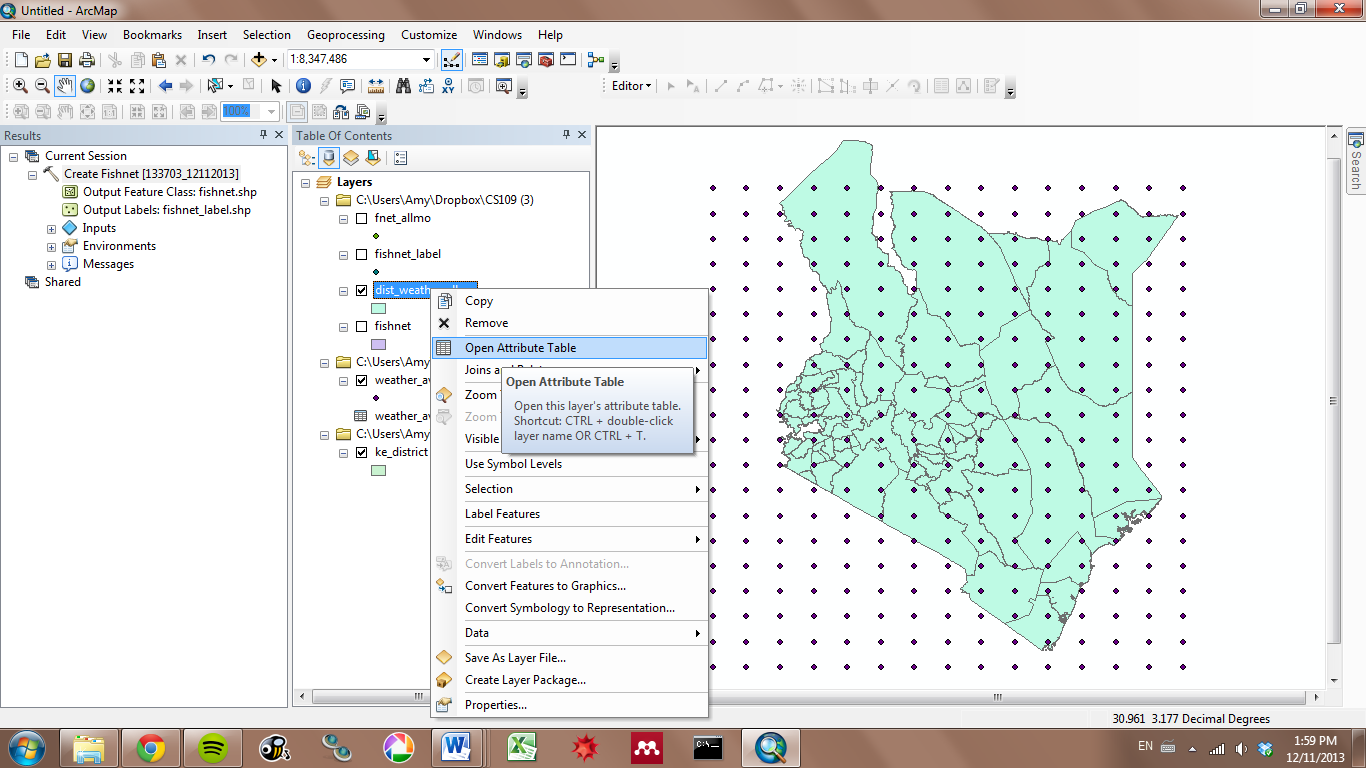 Untitled - ArcMap
File Edit View Bookmarks Insert Selection Geoprocessing Customize Windows Help
1:8,347,486
Editor
100%
Results
Current Session
Create Fishnet [133703_12112013]
Output Feature Class: fishnet.shp
Output Labels: fishnet_label.shp
Inputs
Environments
Messages
Shared
Table Of Contents
Layers
C:\Users\Amy\Dropbox\CS109 (3)
fnet_allmo
fishnet_label
fishnet
C:\Users\Amy
C:\Users\Amy
ke_district
Copy
Remove
Open Attribute Table
Joins and
Zoom
Zoom
Visible
Use Symbol Levels
Selection
Label Features
Edit Features
Convert Labels to Annotation...
Convert Features to Graphics...
Convert Symbology to Representation...
Data
Save As Layer File...
Create Layer Package...
Properties...
Open Attribute Table
Open this layer's attribute table.
Shortcut: CTRL + double-click
layer name OR CTRL + T.
Search
30.961 3.177 Decimal Degrees
EN
1:59 PM
12/11/2013